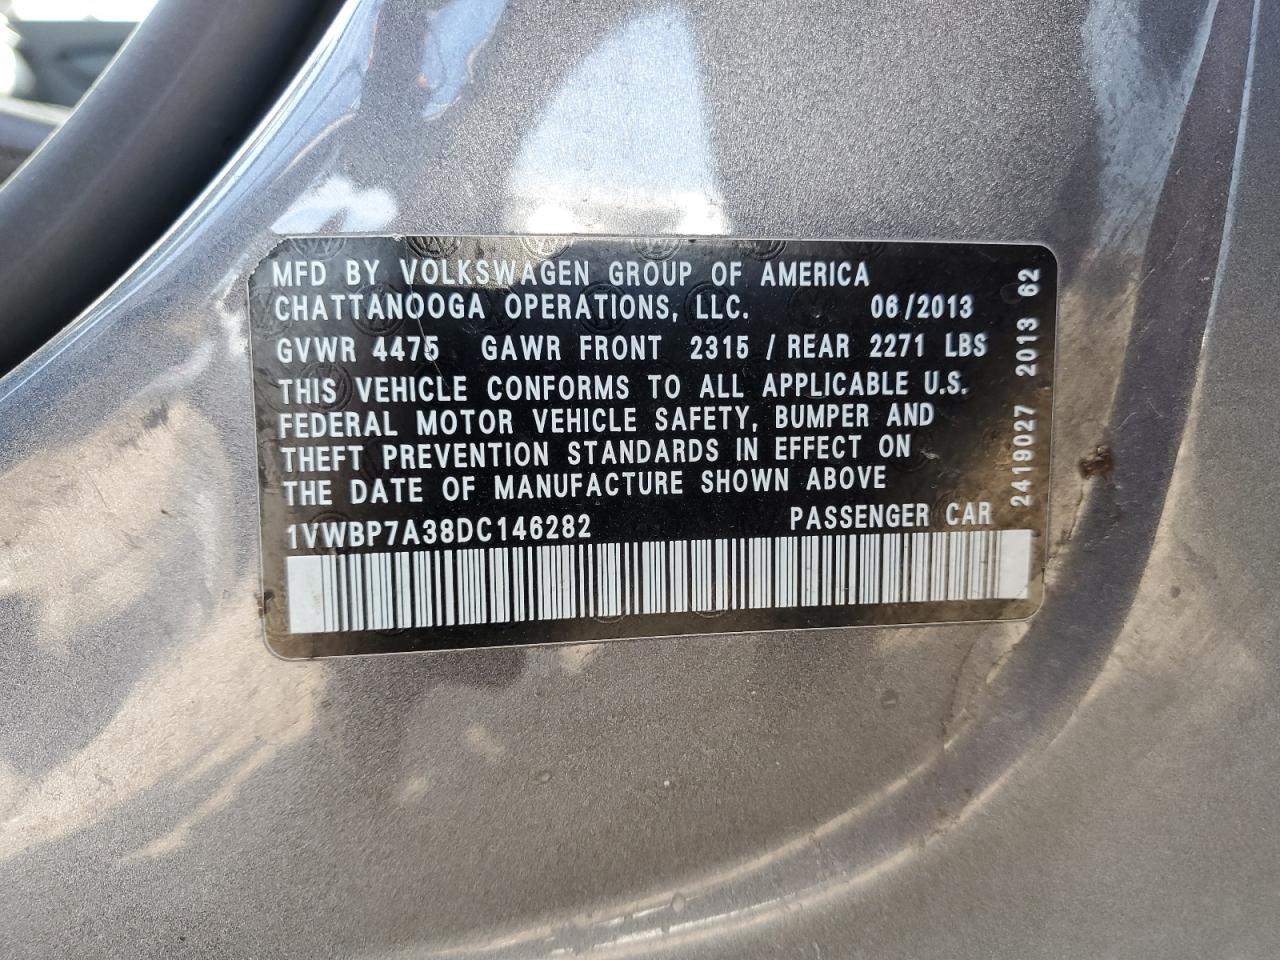 MFD BY VOLKSWAGEN GROUP OF AMERICA
CHATTANOOGA OPERATIONS, LLC. 06/2013
GVWR 4475 GAWR FRONT 2315 / REAR 2271 LBS
THIS VEHICLE CONFORMS TO ALL APPLICABLE U.S.
FEDERAL MOTOR VEHICLE SAFETY, BUMPER AND
THEFT PREVENTION STANDARDS IN EFFECT ON
THE DATE OF MANUFACTURE SHOWN ABOVE
1VWBP7A38DC146282 PASSENGER CAR
2419027 2013 62